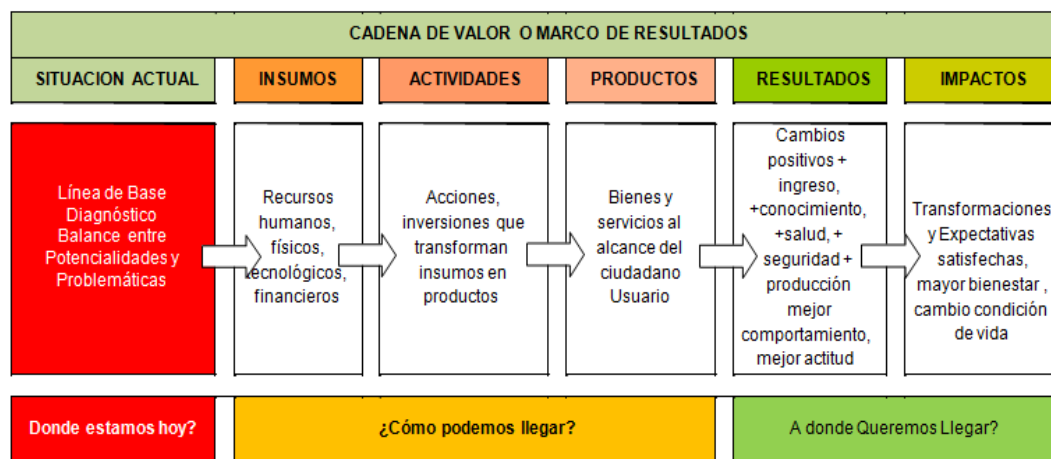 CADENA DE VALOR O MARCO DE RESULTADOS
SITUACION ACTUAL
INSUMOS
ACTIVIDADES
PRODUCTOS
RESULTADOS
IMPACTOS
Línea de Base
Diagnóstico
Balance entre
Potencialidades y
Problemáticas
Recursos
humanos,
físicos,
tecnológicos,
financieros
Acciones,
inversiones que
transforman
insumos en
productos
Bienes y
servicios al
alcance del
ciudadano
Usuario
Cambios
positivos +
ingreso,
+conocimiento,
+salud, +
seguridad +
producción
mejor
comportamiento,
mejor actitud
Transformaciones
y Expectativas
satisfechas,
mayor bienestar ,
cambio condición
de vida
Donde estamos hoy?
¿Cómo podemos llegar?
A donde Queremos Llegar?